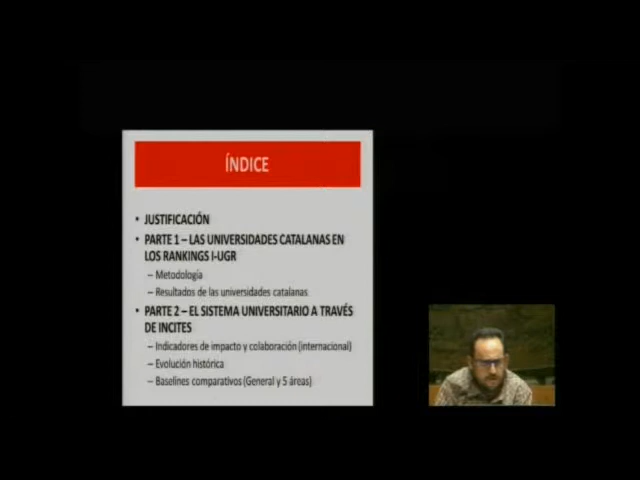 ÍNDICE
• JUSTIFICACIÓN
• PARTE 1 – LAS UNIVERSIDADES CATALANAS EN
LOS RANKINGS I-UGR
– Metodología
– Resultados de las universidades catalanas
• PARTE 2 – EL SISTEMA UNIVERSITARIO A TRAVÉS
DE INCITES
– Indicadores de impacto y colaboración (internacional)
– Evolución histórica
– Baselines comparativos (General y 5 áreas)